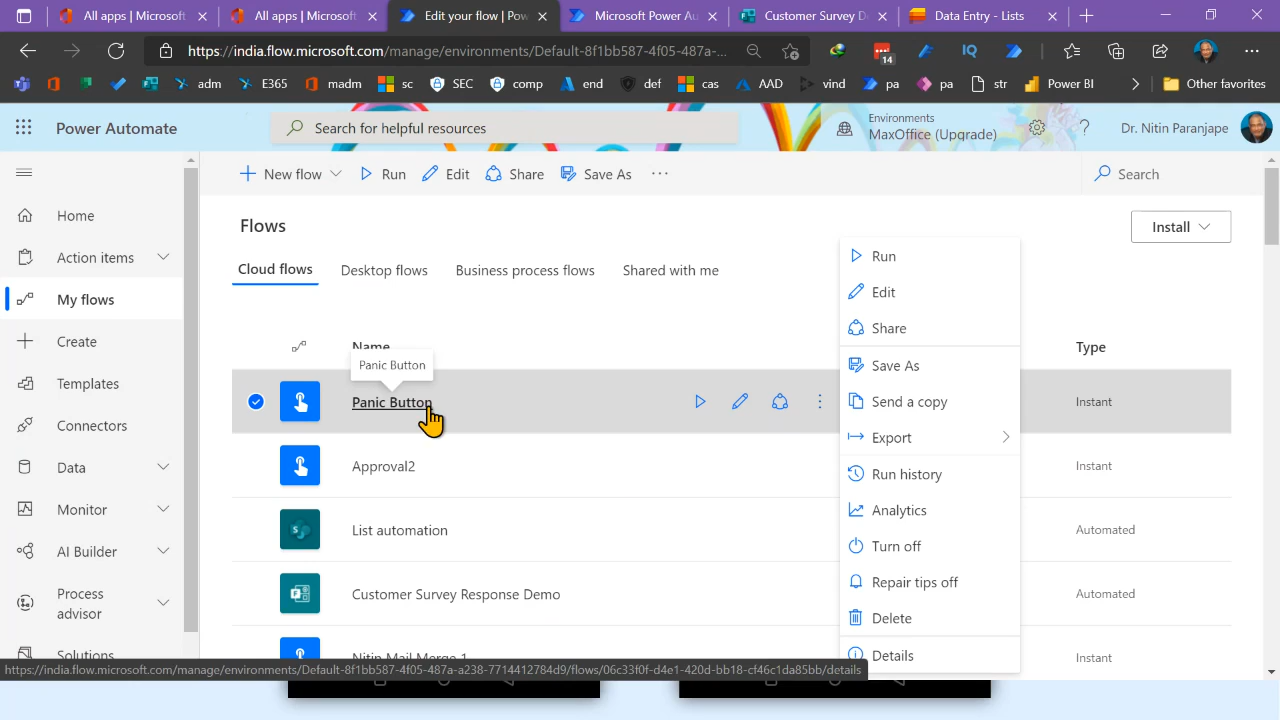 All apps | Microsoft
All apps | Microsoft
Edit your flow | Pow
Microsoft Power Au
Customer Survey D
Data Entry - Lists
https://india.flow.microsoft.com/manage/environments/Default-8f1bb587-4f05-487a-...
14
IQ
adm
E365
madm
sc
SEC
comp
end
def
cas
AAD
vind
pa
pa
str
Power BI
Other favorites
Power Automate
Search for helpful resources
Environments
MaxOffice (Upgrade)
Dr. Nitin Paranjape
New flow
Run
Edit
Share
Save As
Search
Home
Action items
My flows
Create
Templates
Connectors
Data
Monitor
AI Builder
Process
advisor
Solutions
Flows
Install
Cloud flows
Desktop flows
Business process flows
Shared with me
Name
Type
Panic Button
Panic Button
Instant
Approval2
Instant
List automation
Automated
Customer Survey Response Demo
Automated
Nitin Mail Merge 1
Instant
Run
Edit
Share
Save As
Send a copy
Export
Run history
Analytics
Turn off
Repair tips off
Delete
Details
https://india.flow.microsoft.com/manage/environments/Default-8f1bb587-4f05-487a-a238-7714412784d9/flows/06c33f0f-d4e1-420d-bb18-cf46c1da85bb/details